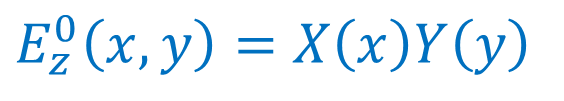 E_z^0(x, y) = X(x)Y(y)